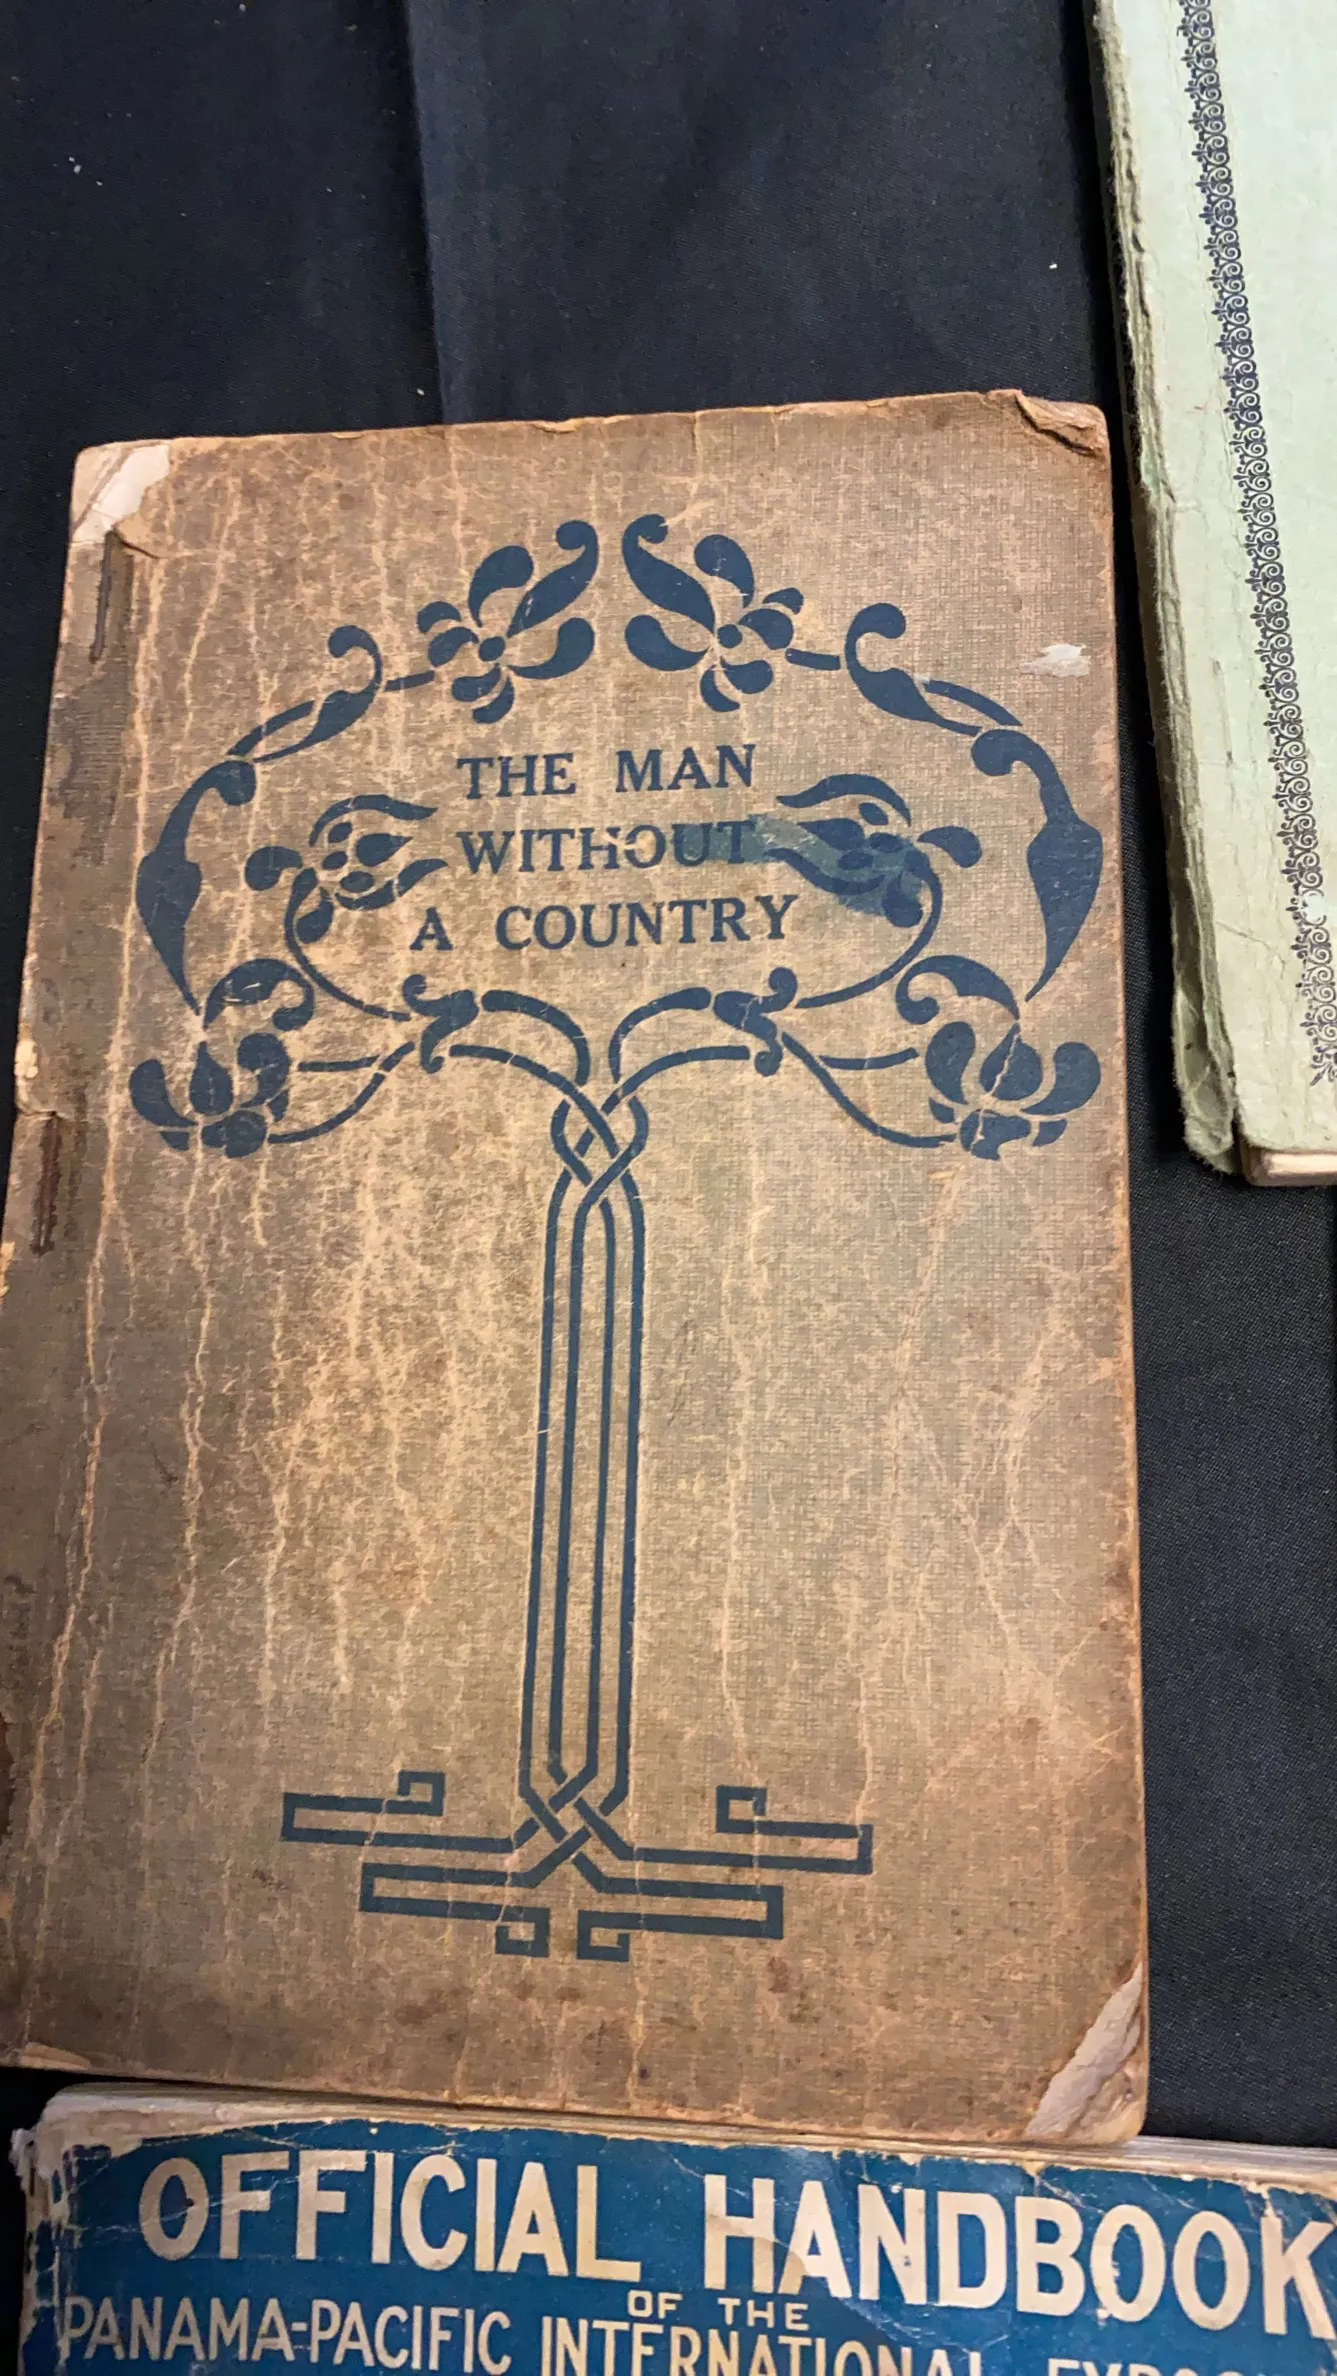 THE MAN
WITHOUT
A COUNTRY
OFFICIAL HANDBOOK
OF THE
PANAMA-PACIFIC INTERNATIONAL